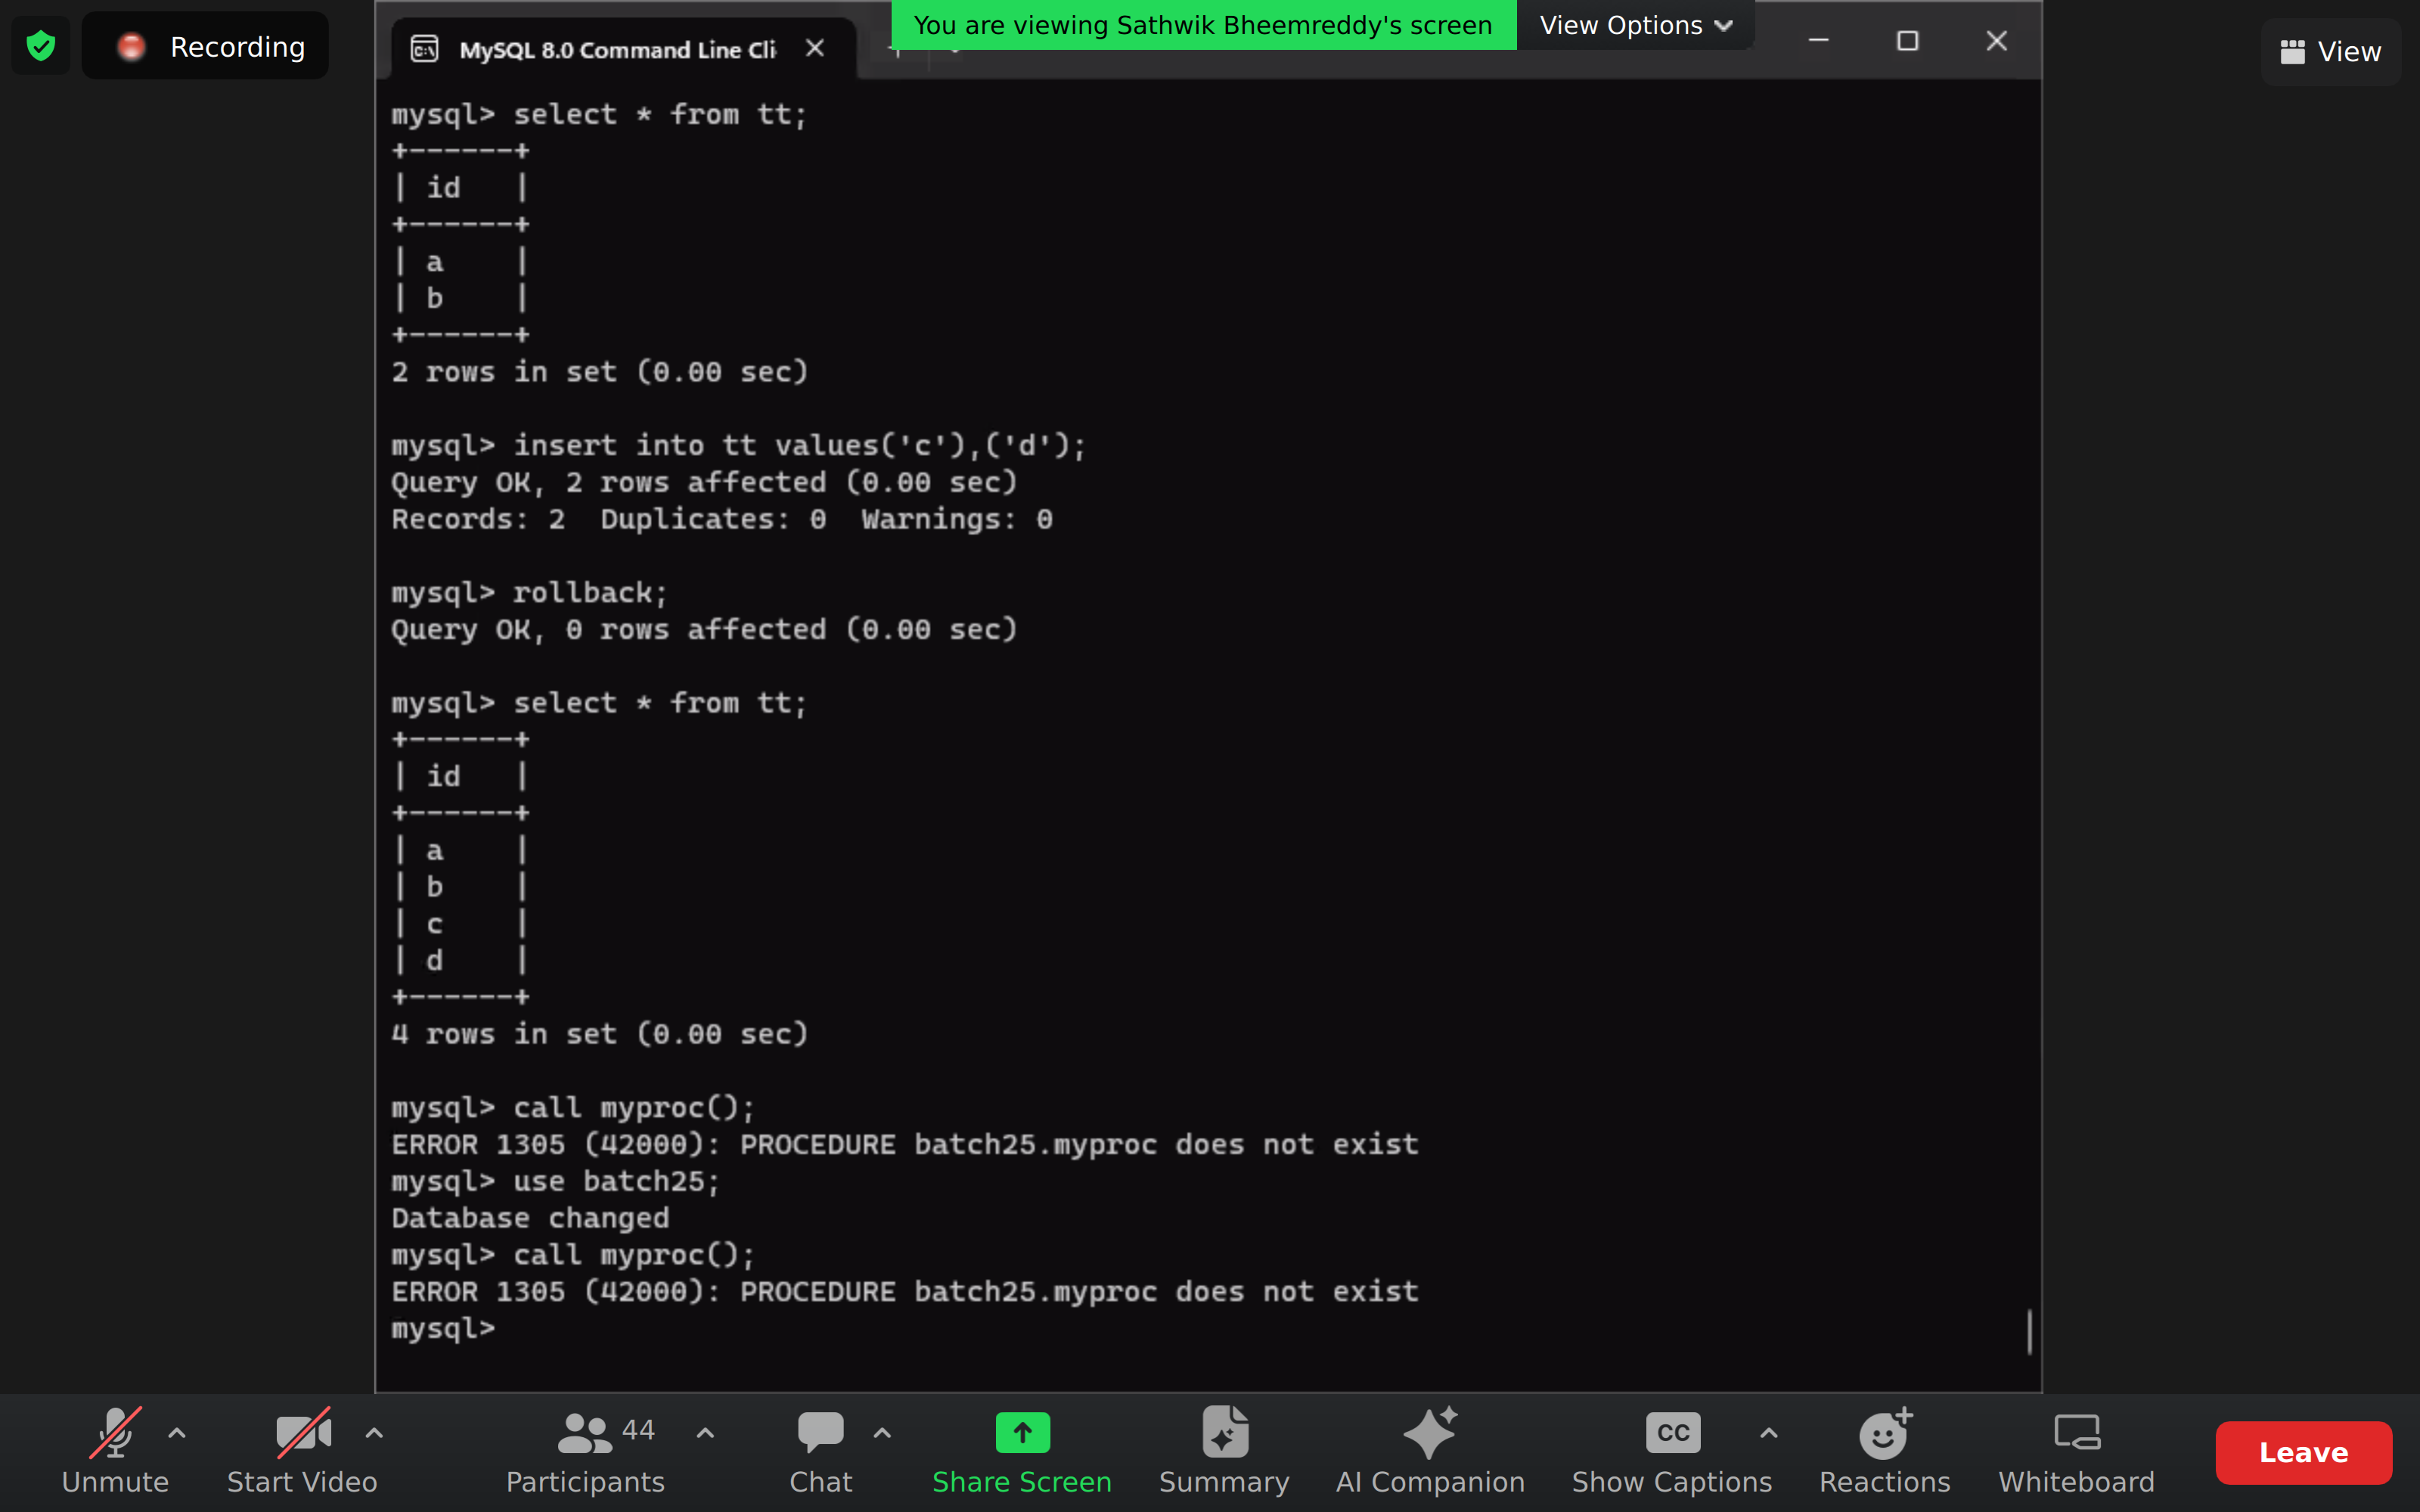 Recording
MySQL 8.0 Command Line Cli
You are viewing Sathwik Bheemreddy's screen
View Options
View
mysql> select * from tt;
+------+
| id   |
+------+
| a    |
| b    |
+------+
2 rows in set (0.00 sec)
mysql> insert into tt values('c'),('d');
Query OK, 2 rows affected (0.00 sec)
Records: 2  Duplicates: 0  Warnings: 0
mysql> rollback;
Query OK, 0 rows affected (0.00 sec)
mysql> select * from tt;
+------+
| id   |
+------+
| a    |
| b    |
| c    |
| d    |
+------+
4 rows in set (0.00 sec)
mysql> call myproc();
ERROR 1305 (42000): PROCEDURE batch25.myproc does not exist
mysql> use batch25;
Database changed
mysql> call myproc();
ERROR 1305 (42000): PROCEDURE batch25.myproc does not exist
mysql>
44
CC
Unmute
Start Video
Participants
Chat
Share Screen
Summary
AI Companion
Show Captions
Reactions
Whiteboard
Leave